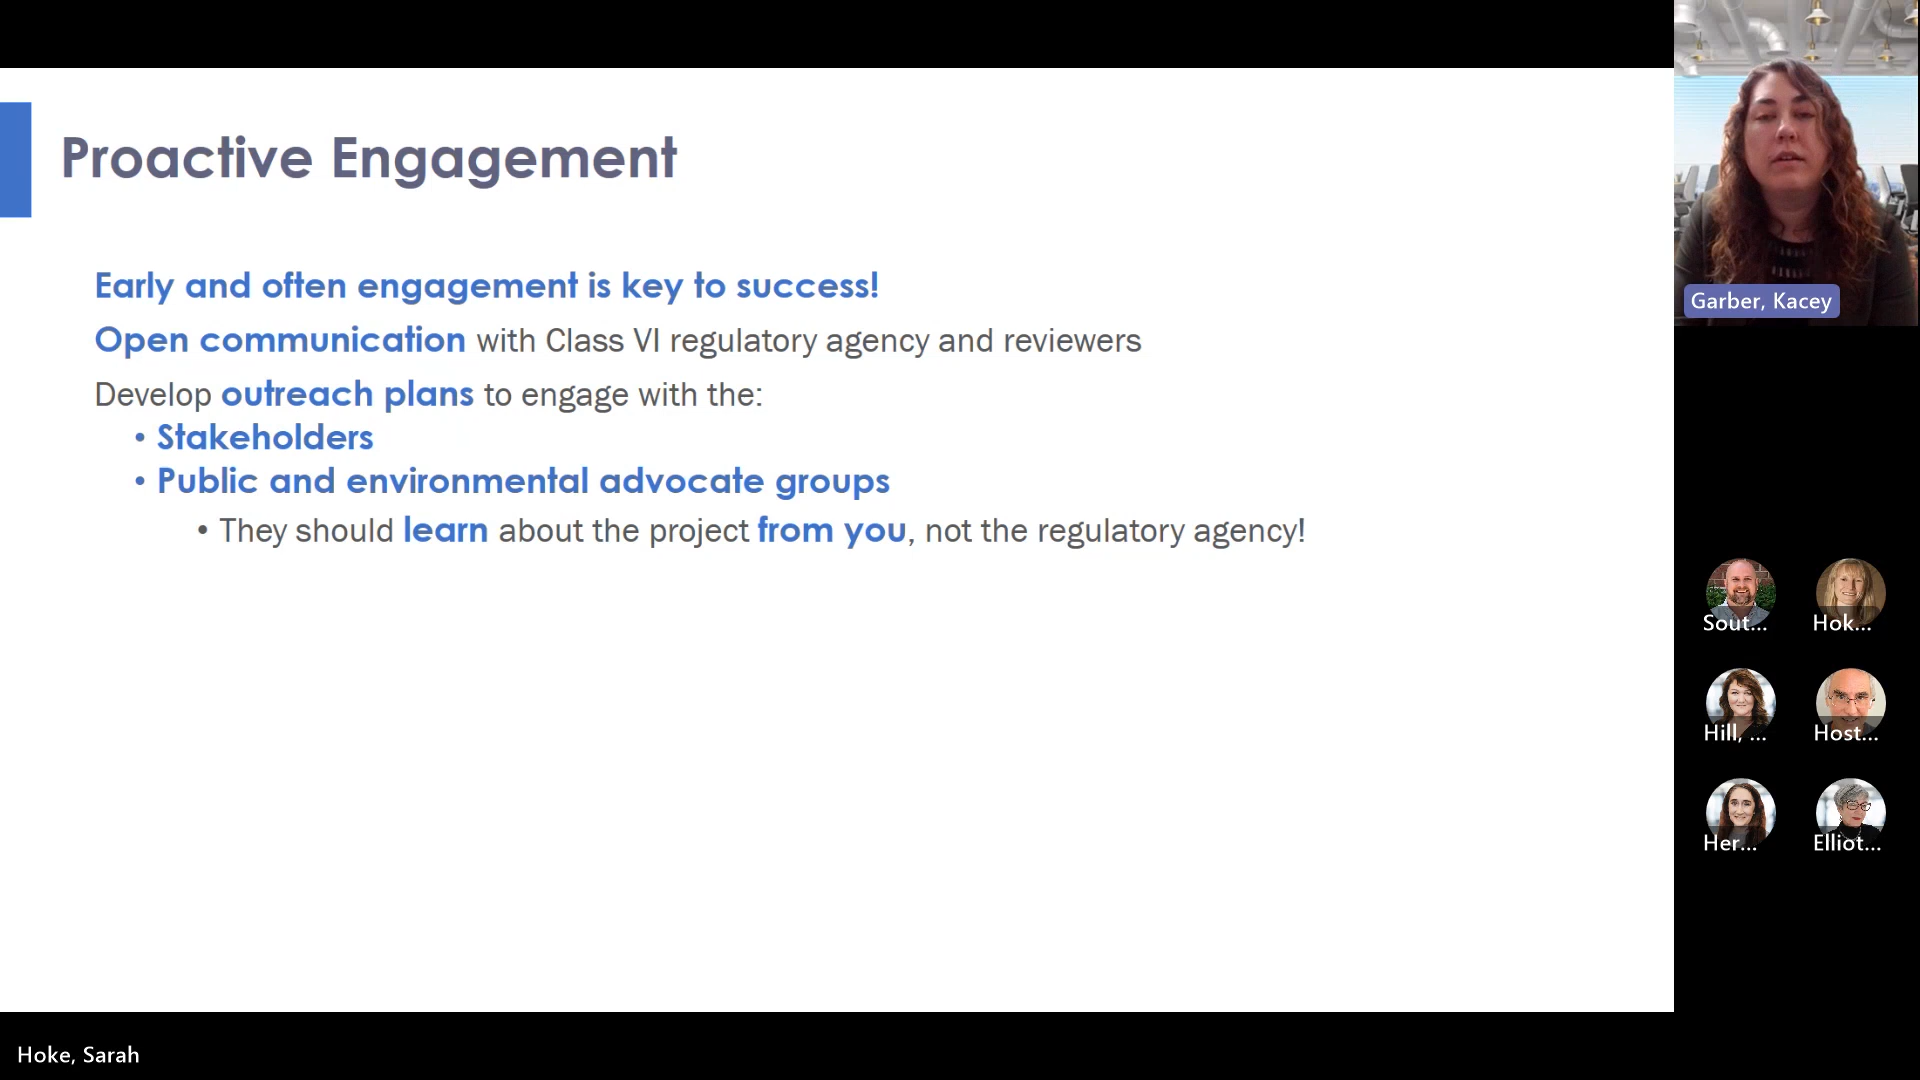 Proactive Engagement
Early and often engagement is key to success!
Open communication with Class VI regulatory agency and reviewers
Develop outreach plans to engage with the:
• Stakeholders
• Public and environmental advocate groups
• They should learn about the project from you, not the regulatory agency!
Garber, Kacey
Sout...
Hok...
Hill, ...
Host...
Her...
Elliot...
Hoke, Sarah